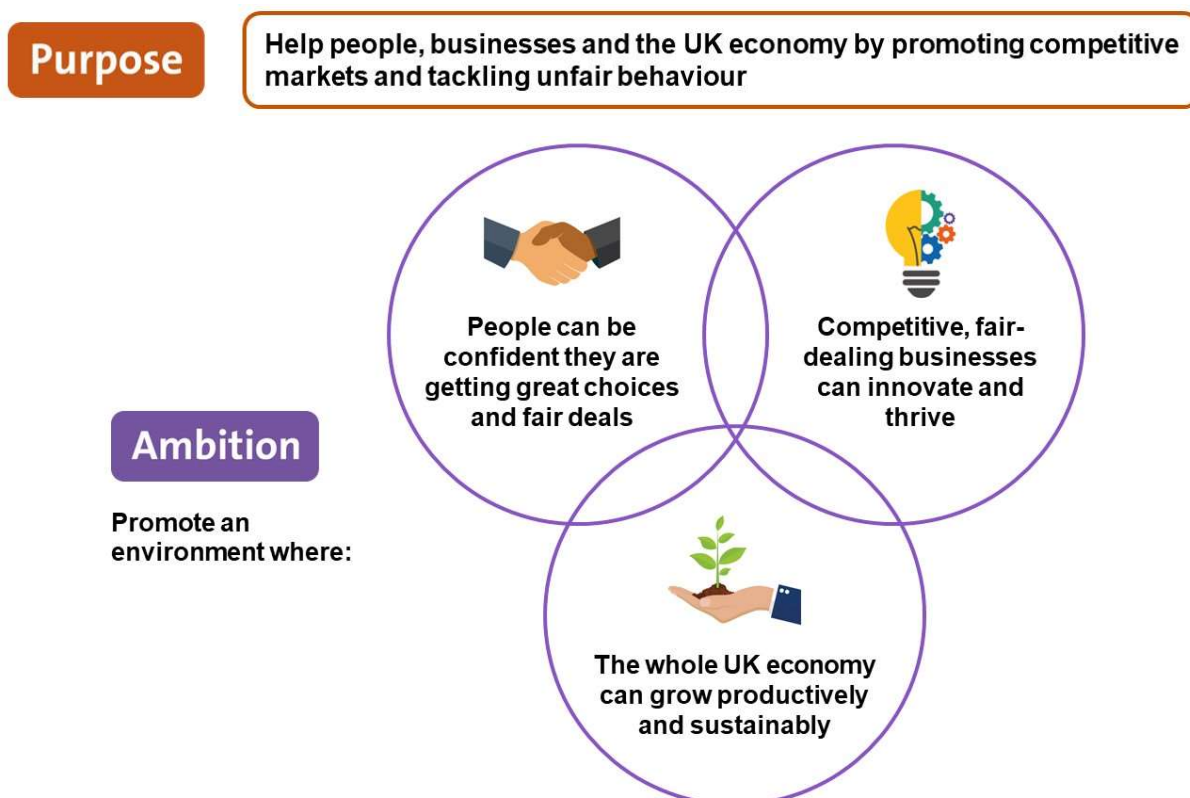 Purpose
Help people, businesses and the UK economy by promoting competitive
markets and tackling unfair behaviour
People can be
confident they are
getting great choices
and fair deals
Competitive, fair-
dealing businesses
can innovate and
thrive
Ambition
Promote an
environment where:
The whole UK economy
can grow productively
and sustainably